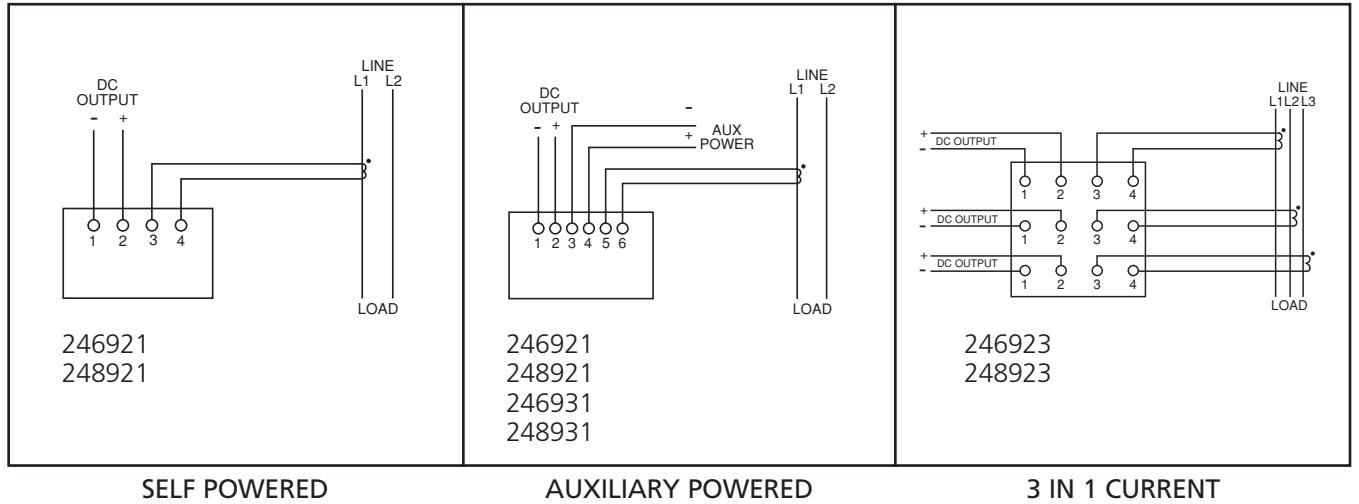 DC
OUTPUT
- +
LINE
L1 L2
1 2 3 4
LOAD
246921
248921
SELF POWERED
DC
OUTPUT
- +
-
+ AUX
POWER
LINE
L1 L2
1 2 3 4 5 6
LOAD
246921
248921
246931
248931
AUXILIARY POWERED
LINE
L1 L2 L3
+
- DC OUTPUT
1 2 3 4
+
- DC OUTPUT
1 2 3 4
+
- DC OUTPUT
1 2 3 4
LOAD
246923
248923
3 IN 1 CURRENT